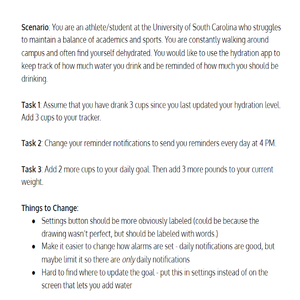 Scenario: You are an athlete/student at the University of South Carolina who struggles
to maintain a balance of academics and sports. You are constantly walking around
campus and often find yourself dehydrated. You would like to use the hydration app to
keep track of how much water you drink and be reminded of how much you should be
drinking.
Task 1: Assume that you have drank 3 cups since you last updated your hydration level.
Add 3 cups to your tracker.
Task 2: Change your reminder notifications to send you reminders every day at 4 PM.
Task 3: Add 2 more cups to your daily goal. Then add 3 more pounds to your current
weight.
Things to Change:
● Settings button should be more obviously labeled (could be because the
drawing wasn't perfect, but should be labeled with words.)
● Make it easier to change how alarms are set - daily notifications are good, but
maybe limit it so there are only daily notifications
● Hard to find where to update the goal - put this in settings instead of on the
screen that lets you add water